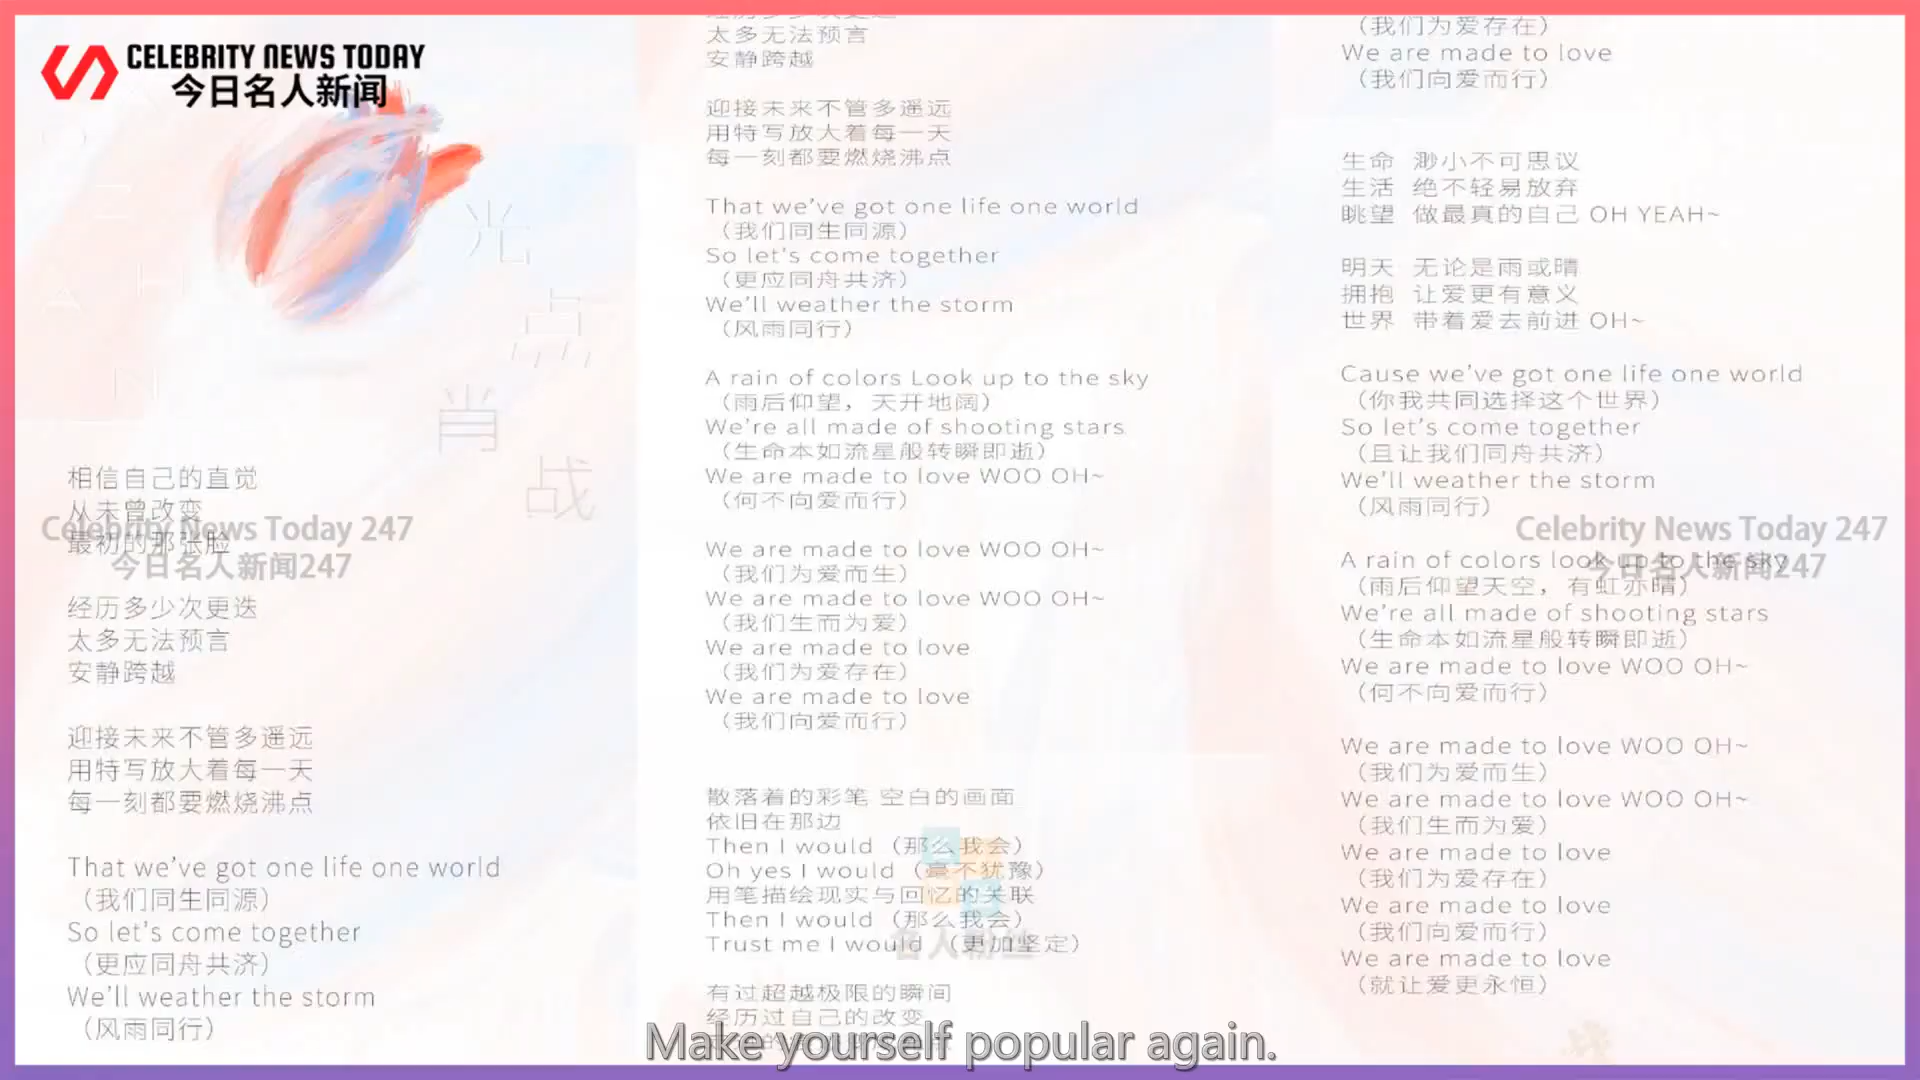 CELEBRITY NEWS TODAY
今日名人新闻
光
点
肖
战
相信自己的直觉
从未曾改变
最初的那张脸
Celebrity News Today 247
今日名人新闻247
经历多少次更迭
太多无法预言
安静跨越
迎接未来不管多遥远
用特写放大着每一天
每一刻都要燃烧沸点
That we've got one life one world
（我们同生同源）
So let's come together
（更应同舟共济）
We'll weather the storm
（风雨同行）
太多无法预言
安静跨越
迎接未来不管多遥远
用特写放大着每一天
每一刻都要燃烧沸点
That we've got one life one world
（我们同生同源）
So let's come together
（更应同舟共济）
We'll weather the storm
（风雨同行）
A rain of colors Look up to the sky
（雨后仰望，天开地阔）
We're all made of shooting stars
（生命本如流星般转瞬即逝）
We are made to love WOO OH~
（何不向爱而行）
We are made to love WOO OH~
（我们为爱而生）
We are made to love WOO OH~
（我们生而为爱）
We are made to love
（我们为爱存在）
We are made to love
（我们向爱而行）
散落着的彩笔 空白的画面
依旧在那边
Then I would（那么我会）
Oh yes I would（毫不犹豫）
用笔描绘现实与回忆的关联
Then I would（那么我会）
Trust me I would （更加坚定）
名人粉丝
有过超越极限的瞬间
经历过自己的改变
（我们为爱存在）
We are made to love
（我们向爱而行）
生命 渺小不可思议
生活 绝不轻易放弃
眺望 做最真的自己 OH YEAH~
明天 无论是雨或晴
拥抱 让爱更有意义
世界 带着爱去前进 OH~
Cause we've got one life one world
（你我共同选择这个世界）
So let's come together
（且让我们同舟共济）
We'll weather the storm
（风雨同行）
Celebrity News Today 247
今日名人新闻247
A rain of colors look up to the sky
（雨后仰望天空，有虹亦晴）
We're all made of shooting stars
（生命本如流星般转瞬即逝）
We are made to love WOO OH~
（何不向爱而行）
We are made to love WOO OH~
（我们为爱而生）
We are made to love WOO OH~
（我们生而为爱）
We are made to love
（我们为爱存在）
We are made to love
（我们向爱而行）
We are made to love
（就让爱更永恒）
Make yourself popular again.